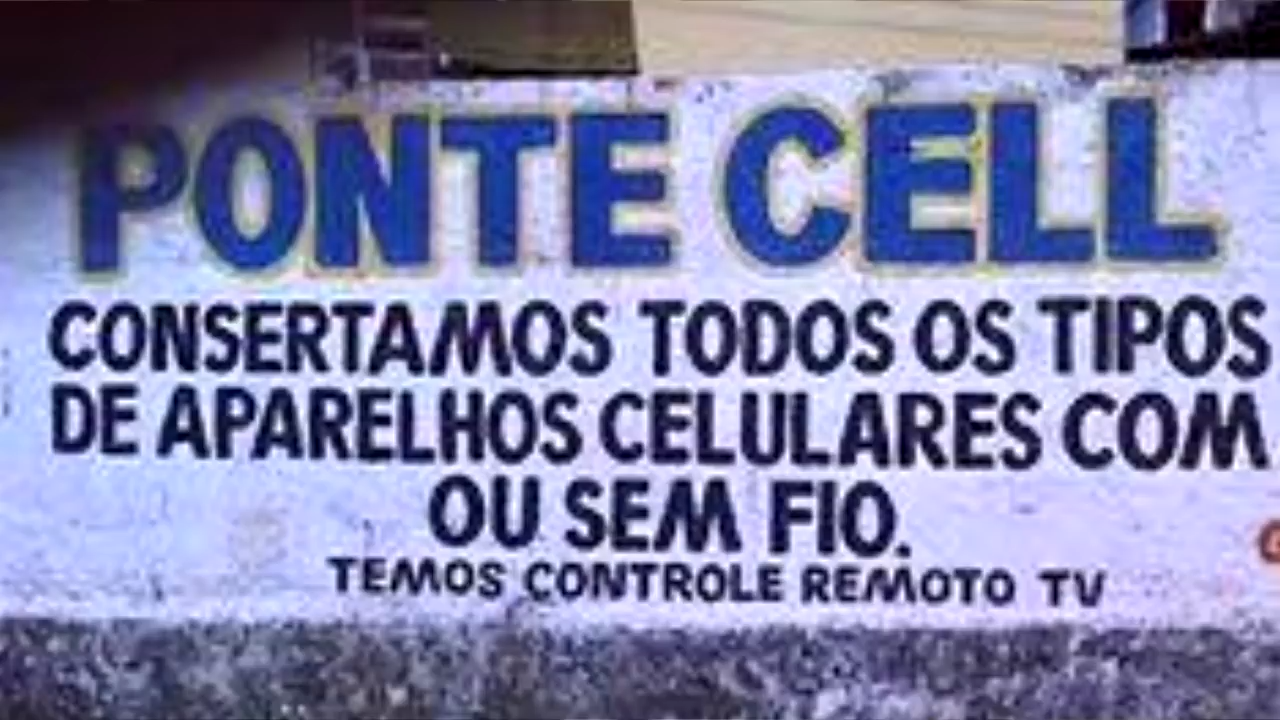 PONTE CELL
CONSERTAMOS TODOS OS TIPOS
DE APARELHOS CELULARES COM
OU SEM FIO.
TEMOS CONTROLE REMOTO TV